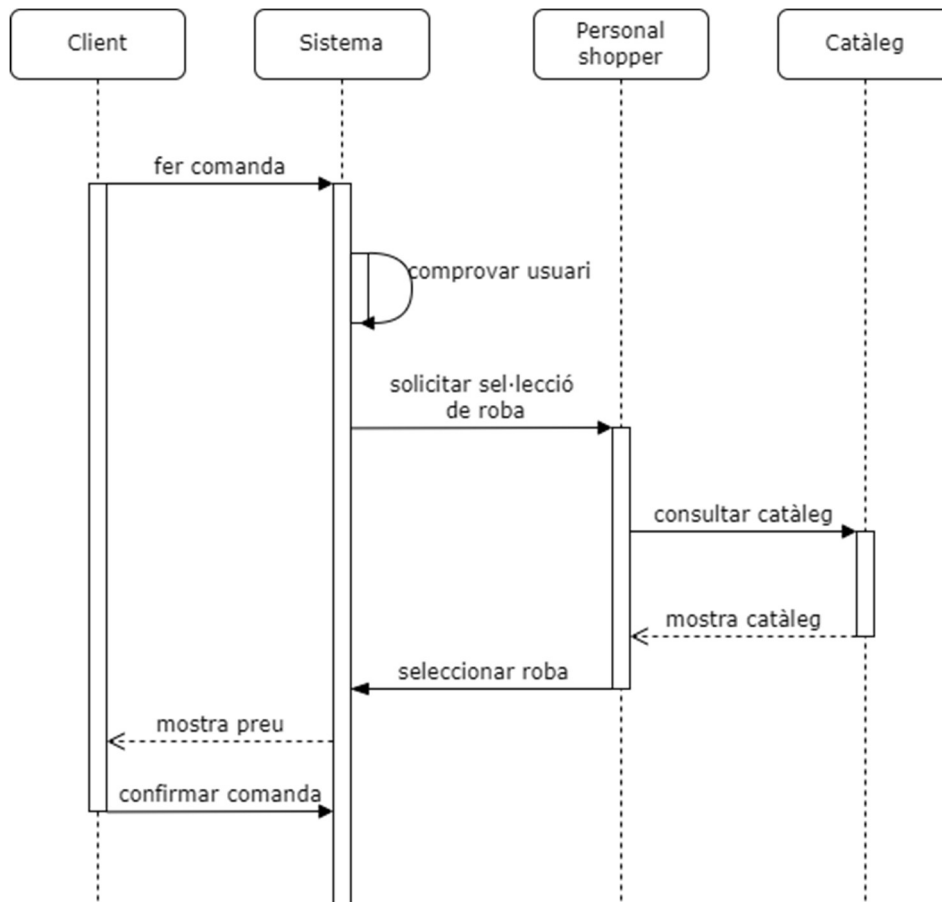 Client
Sistema
Personal
shopper
Catàleg
fer comanda
comprovar usuari
solicitar sel·lecció
de roba
consultar catàleg
mostra catàleg
seleccionar roba
mostra preu
confirmar comanda